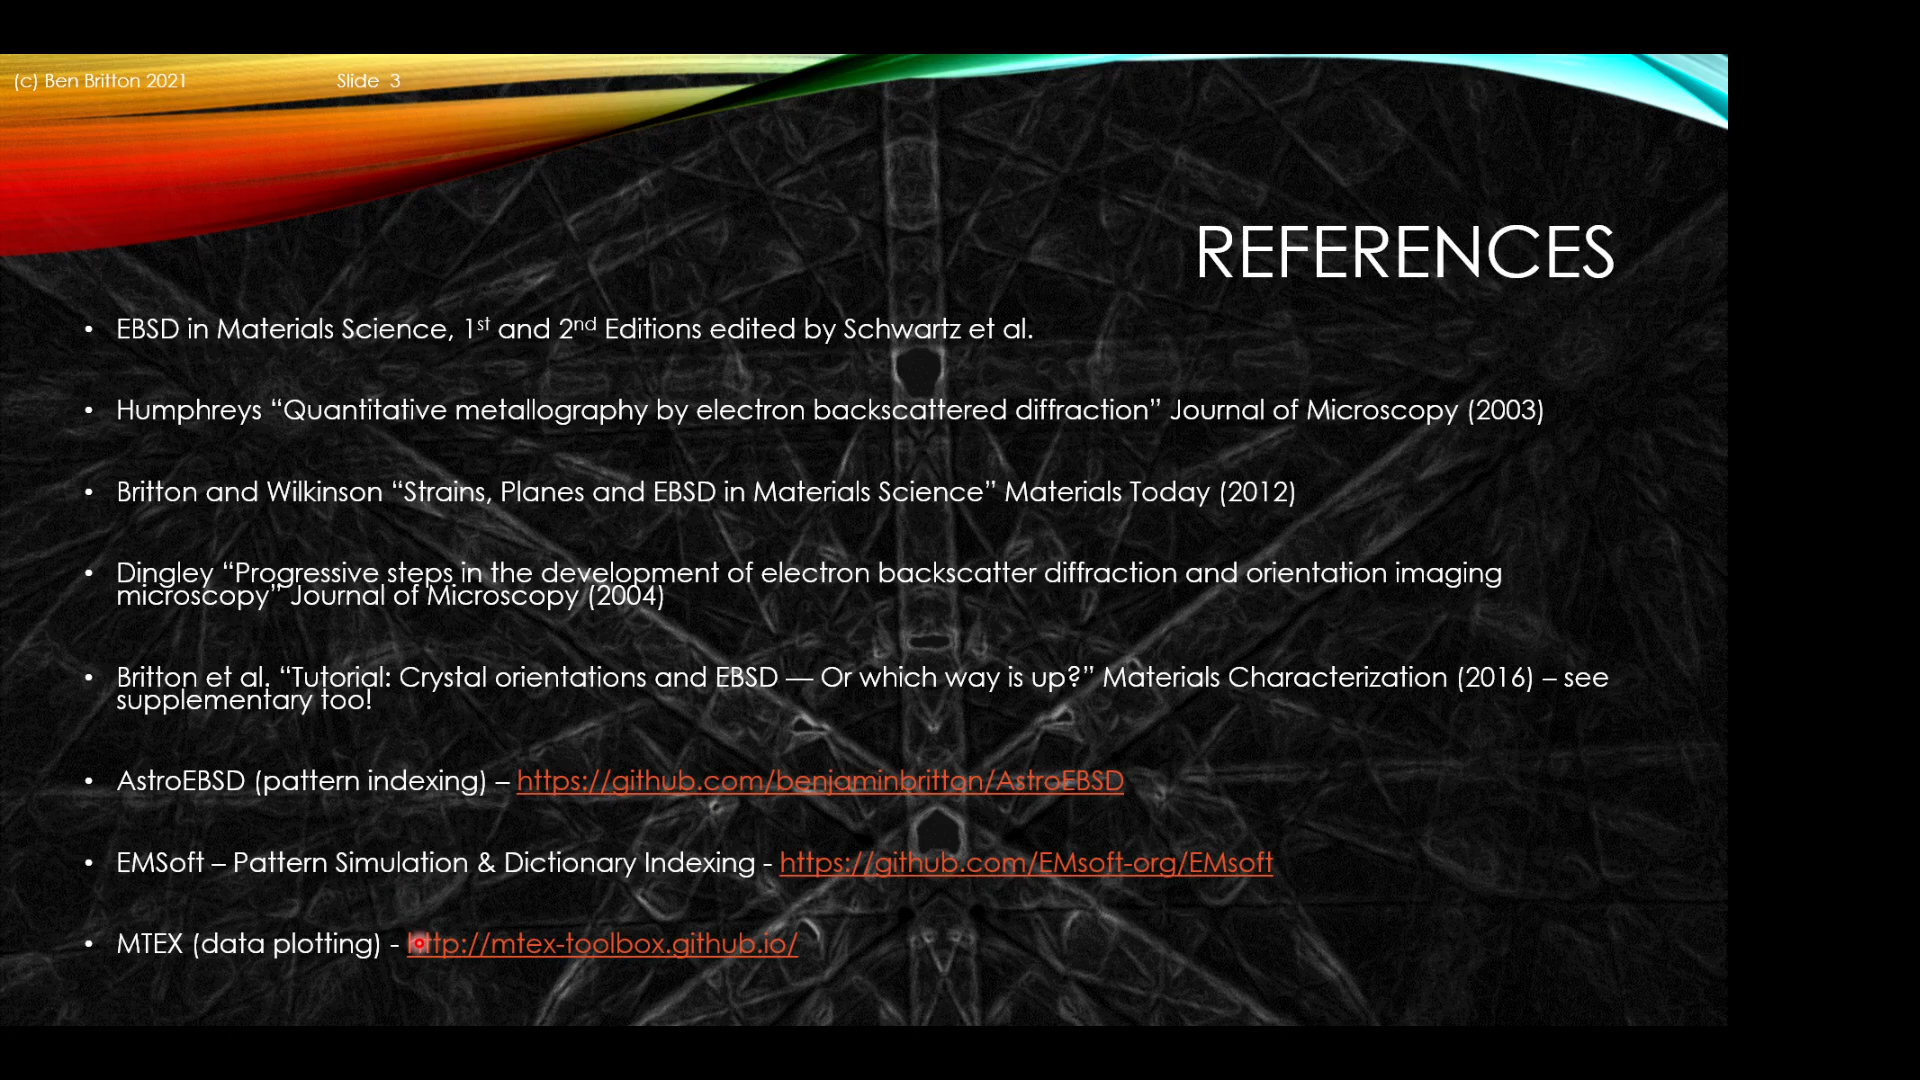 (c) Ben Britton 2021 Slide 3
REFERENCES
• EBSD in Materials Science, 1st and 2nd Editions edited by Schwartz et al.
• Humphreys “Quantitative metallography by electron backscattered diffraction” Journal of Microscopy (2003)
• Britton and Wilkinson “Strains, Planes and EBSD in Materials Science” Materials Today (2012)
• Dingley “Progressive steps in the development of electron backscatter diffraction and orientation imaging
microscopy” Journal of Microscopy (2004)
• Britton et al. “Tutorial: Crystal orientations and EBSD — Or which way is up?” Materials Characterization (2016) – see
supplementary too!
• AstroEBSD (pattern indexing) – https://github.com/benjaminbritton/AstroEBSD
• EMSoft – Pattern Simulation & Dictionary Indexing - https://github.com/EMsoft-org/EMsoft
• MTEX (data plotting) - http://mtex-toolbox.github.io/